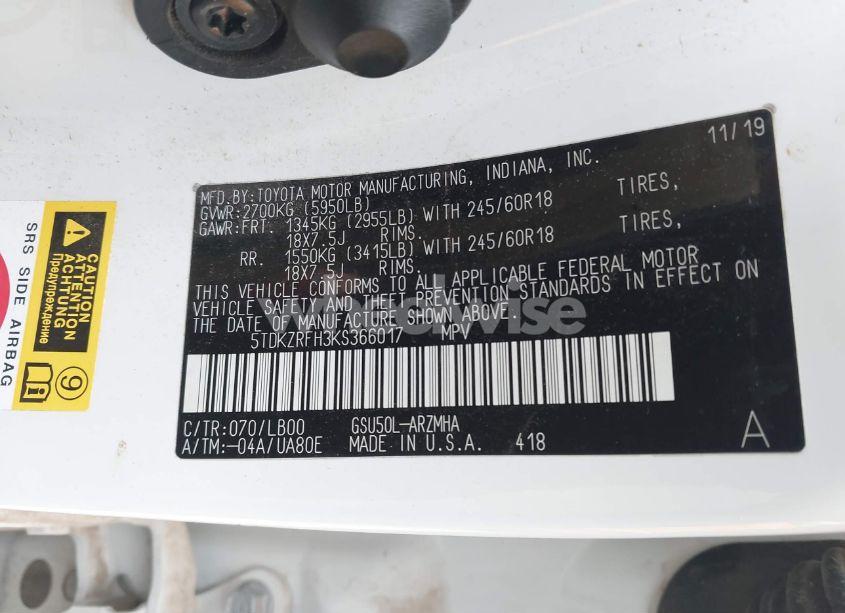 11/19
MFD.BY:TOYOTA MOTOR MANUFACTURING, INDIANA, INC.
GVWR:2700KG (5950LB)
GAWR:FRT. 1345KG (2955LB) WITH 245/60R18 TIRES,
18X7.5J RIMS.
RR. 1550KG (3415LB) WITH 245/60R18 TIRES,
18X7.5J RIMS.
THIS VEHICLE CONFORMS TO ALL APPLICABLE FEDERAL MOTOR
VEHICLE SAFETY AND THEFT PREVENTION STANDARDS IN EFFECT ON
THE DATE OF MANUFACTURE SHOWN ABOVE.
5TDKZRFH3KS366017 MPV
C/TR:070/LB00 GSU50L-ARZMHA
A/TM:-04A/UA80E MADE IN U.S.A. 418
A
SRS SIDE AIRBAG
CAUTION
ATTENTION
ACHTUNG
Предупреждение
9